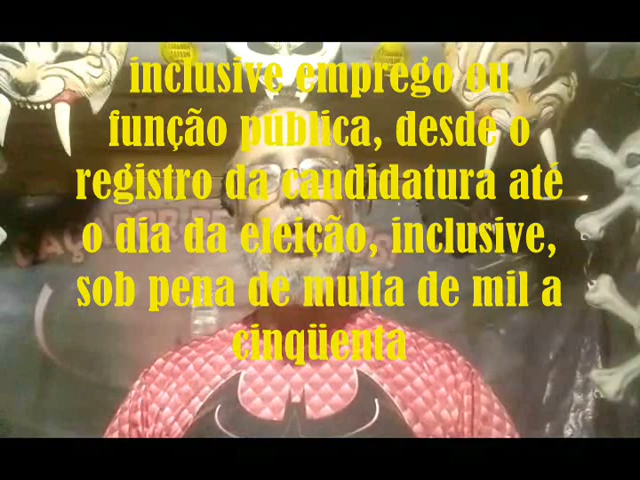 inclusive emprego ou
função pública, desde o
registro da candidatura até
o dia da eleição, inclusive,
sob pena de multa de mil a
cinqüenta